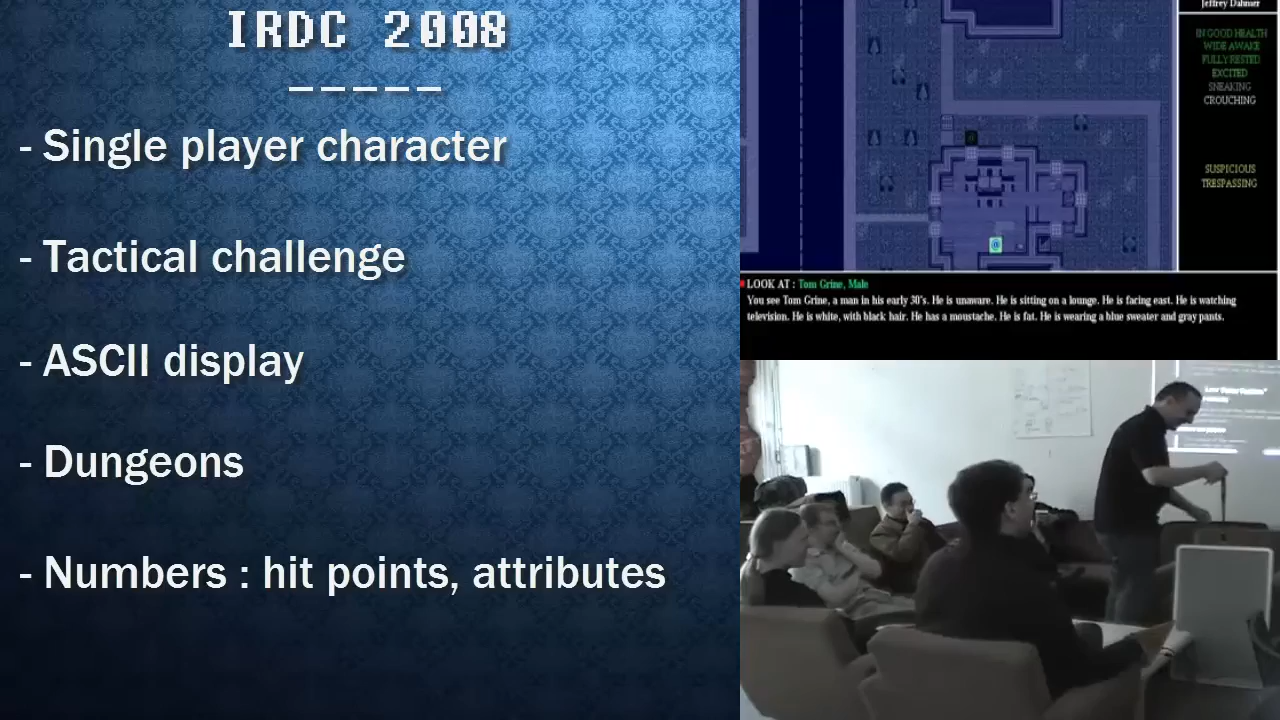 IRDC 2008
-----
- Single player character
- Tactical challenge
- ASCII display
- Dungeons
- Numbers : hit points, attributes
Jeffrey Dahmer
IN GOOD HEALTH
WIDE AWAKE
FULLY RESTED
EXCITED
SNEAKING
CROUCHING
SUSPICIOUS
TRESPASSING
LOOK AT : Tom Grine, Male
You see Tom Grine, a man in his early 30's. He is unaware. He is sitting on a lounge. He is facing east. He is watching
television. He is white, with black hair. He has a moustache. He is fat. He is wearing a blue sweater and gray pants.